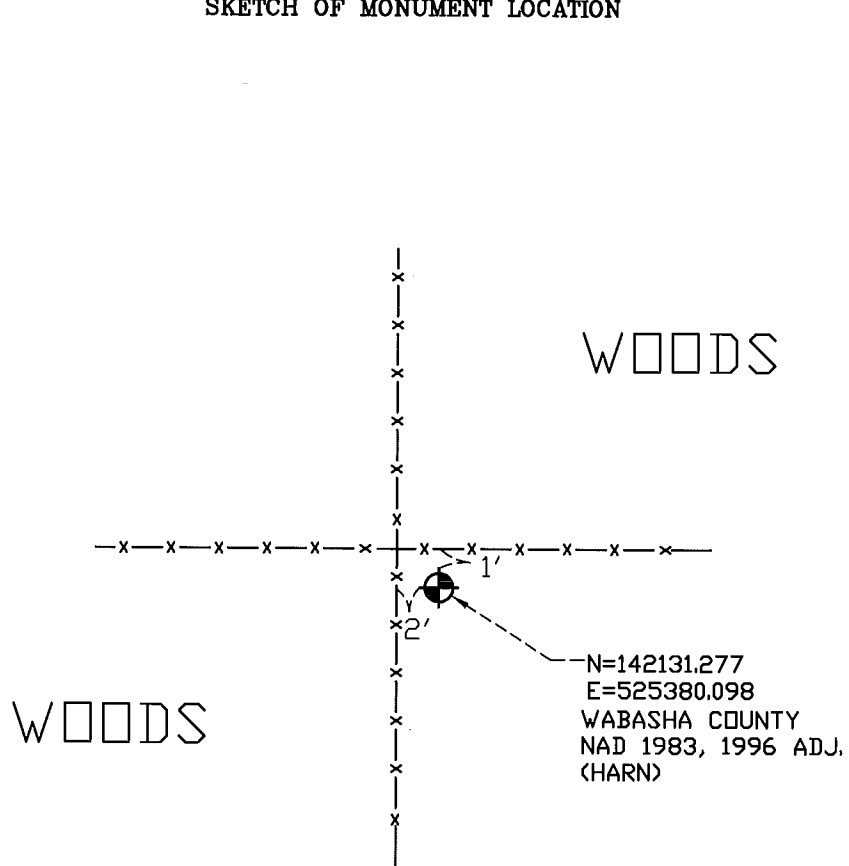 SKETCH OF MONUMENT LOCATION
WOODS
1'
2'
N=142131.277
E=525380.098
WABASHA COUNTY
NAD 1983, 1996 ADJ.
(HARN)
WOODS